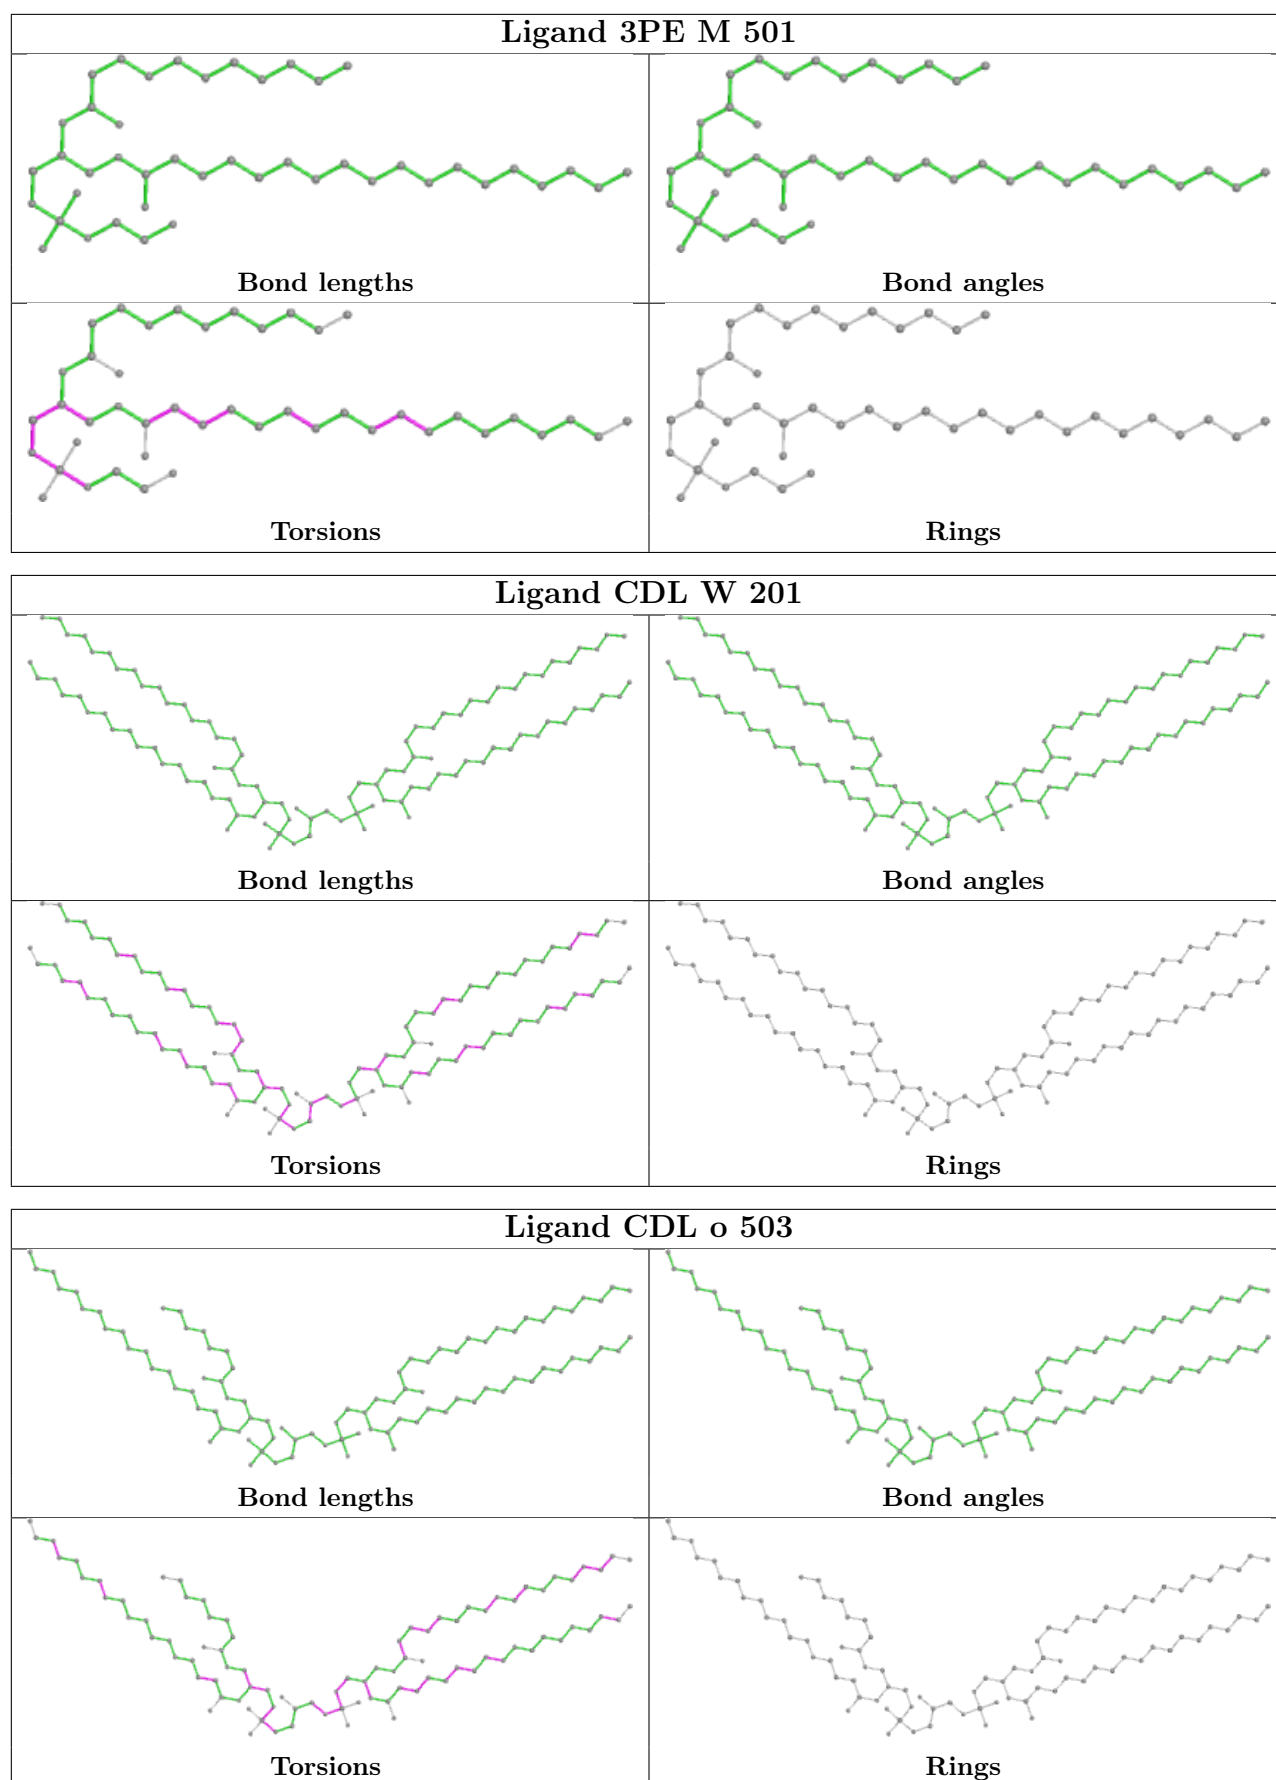 Ligand 3PE M 501
Bond lengths
Bond angles
Torsions
Rings
Ligand CDL W 201
Bond lengths
Bond angles
Torsions
Rings
Ligand CDL o 503
Bond lengths
Bond angles
Torsions
Rings